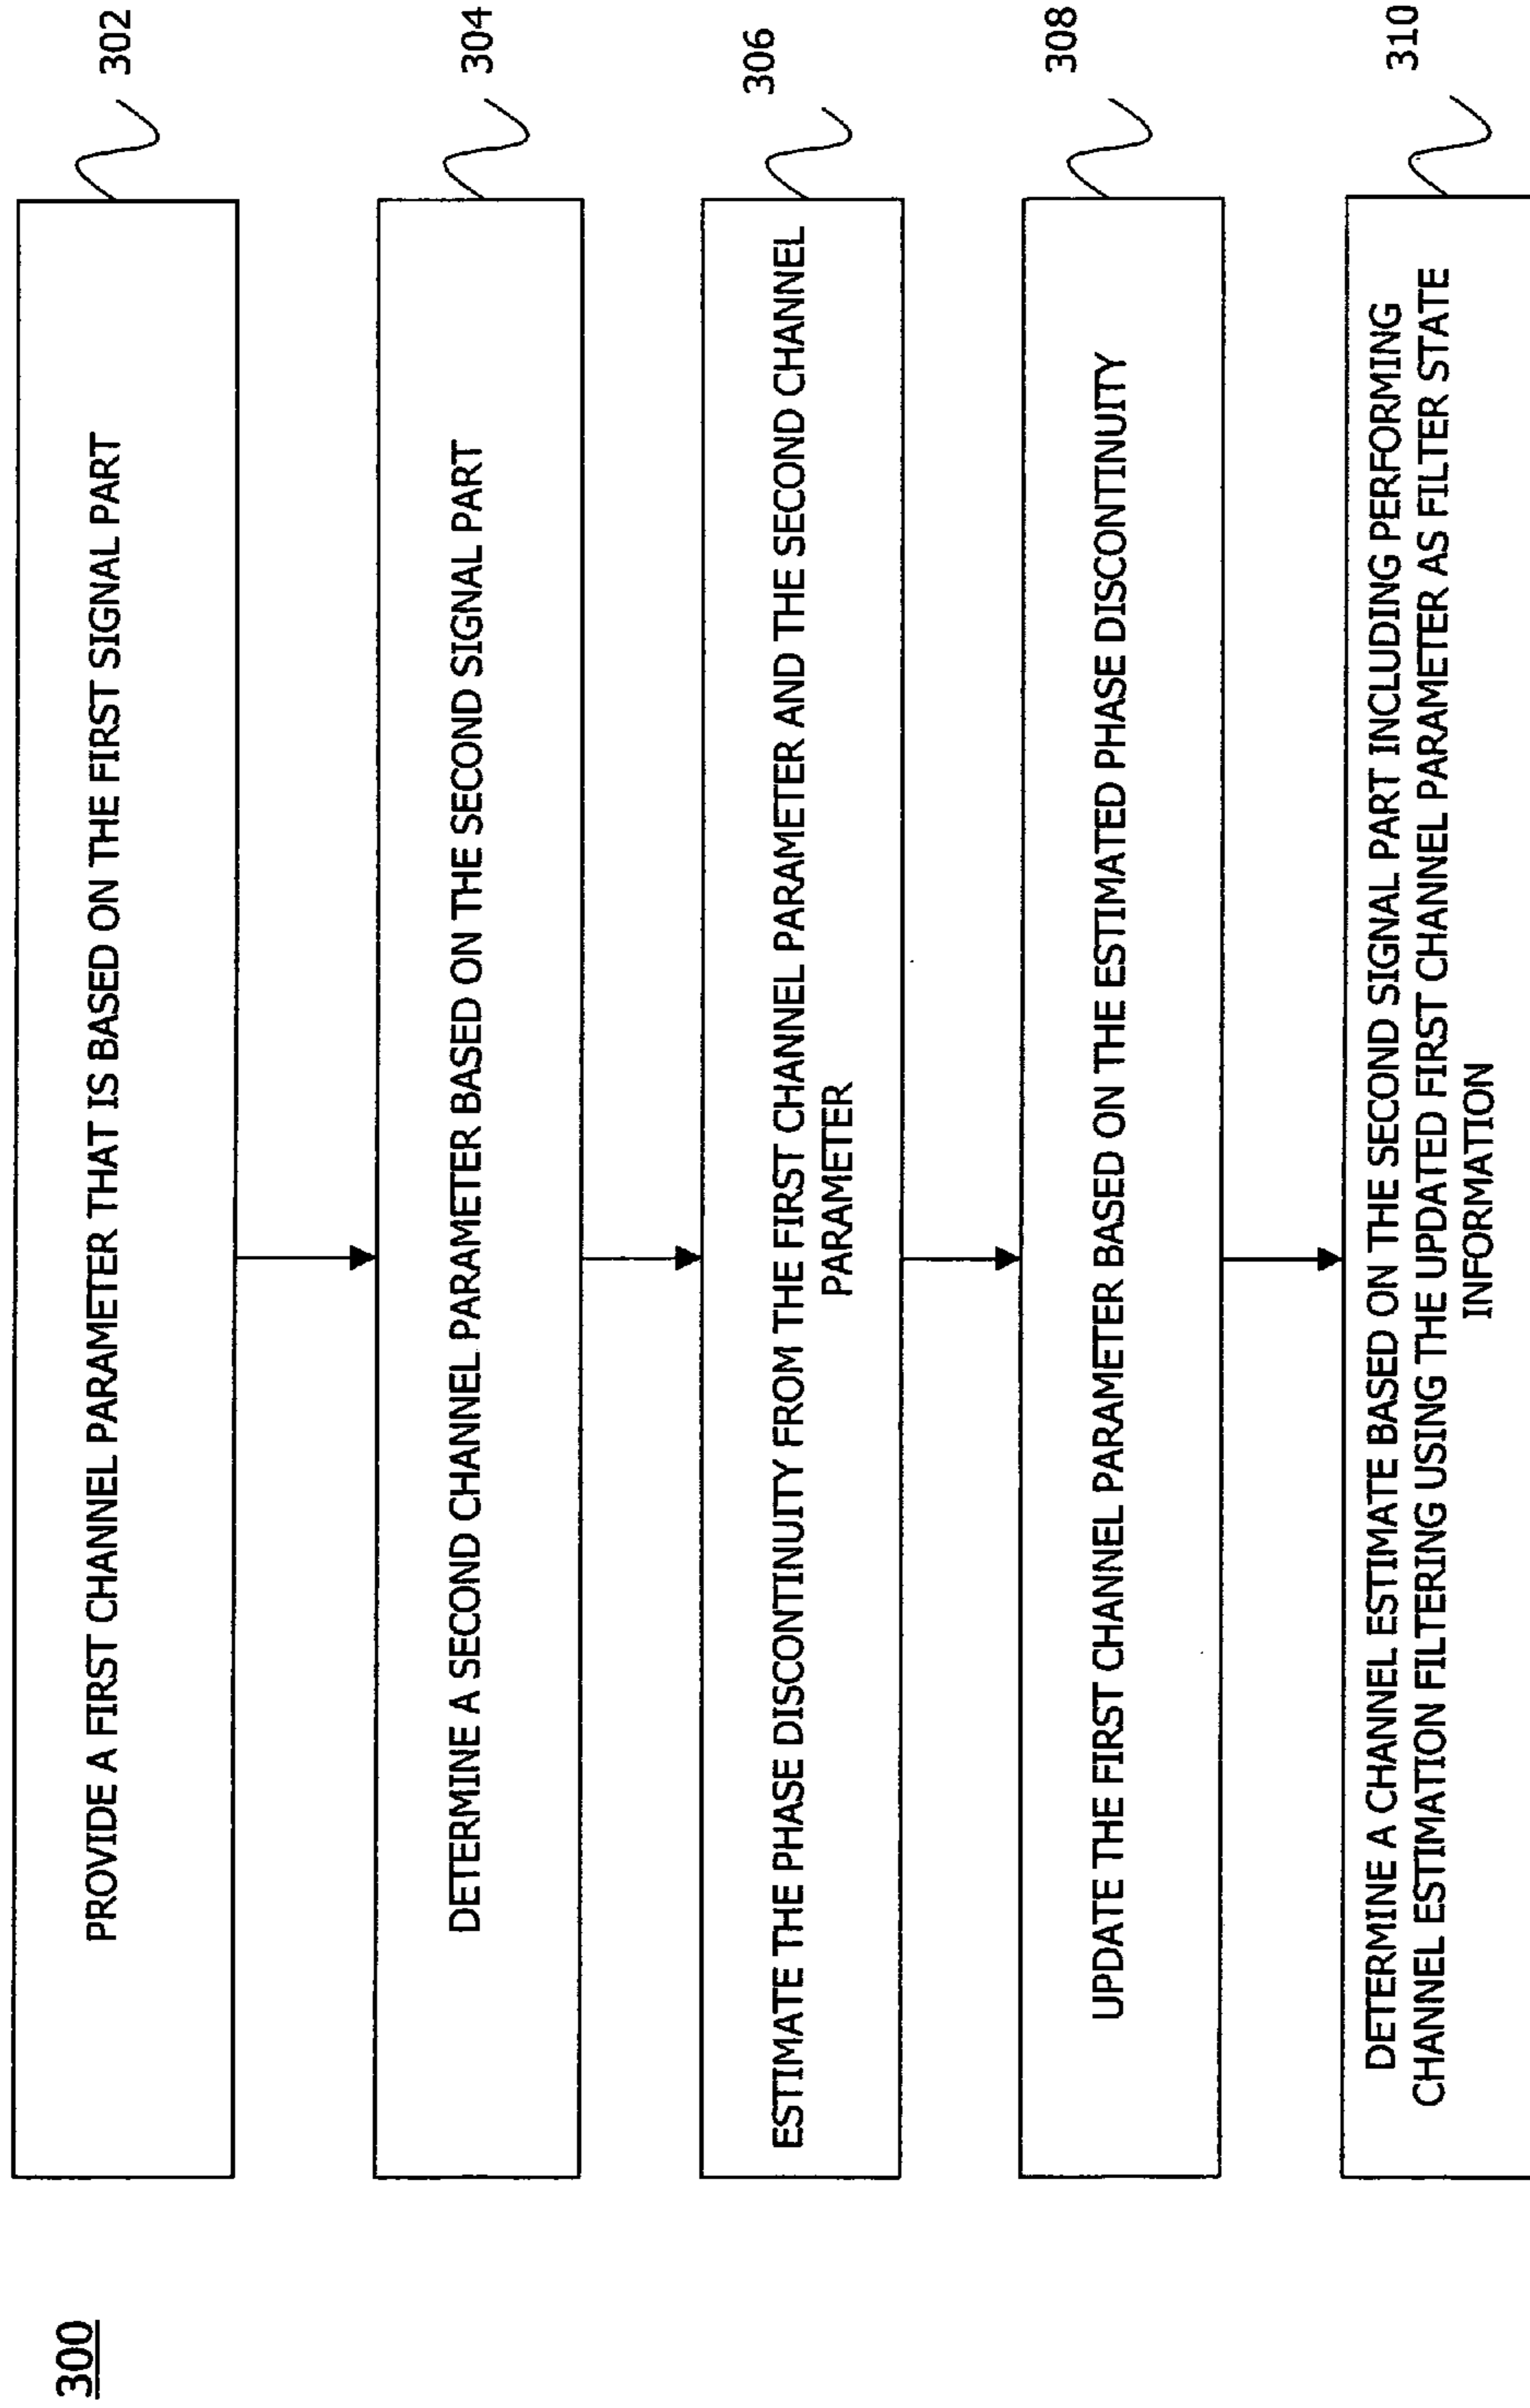 300
PROVIDE A FIRST CHANNEL PARAMETER THAT IS BASED ON THE FIRST SIGNAL PART
302
DETERMINE A SECOND CHANNEL PARAMETER BASED ON THE SECOND SIGNAL PART
304
ESTIMATE THE PHASE DISCONTINUITY FROM THE FIRST CHANNEL PARAMETER AND THE SECOND CHANNEL
PARAMETER
306
UPDATE THE FIRST CHANNEL PARAMETER BASED ON THE ESTIMATED PHASE DISCONTINUITY
308
DETERMINE A CHANNEL ESTIMATE BASED ON THE SECOND SIGNAL PART INCLUDING PERFORMING
CHANNEL ESTIMATION FILTERING USING THE UPDATED FIRST CHANNEL PARAMETER AS FILTER STATE
INFORMATION
310